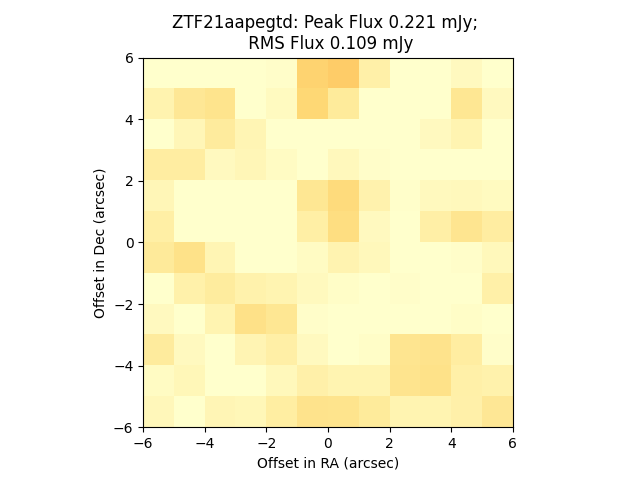 ZTF21aapegtd: Peak Flux 0.221 mJy;
RMS Flux 0.109 mJy
6
4
2
0
−2
−4
−6
Offset in Dec (arcsec)
−6 −4 −2 0 2 4 6
Offset in RA (arcsec)